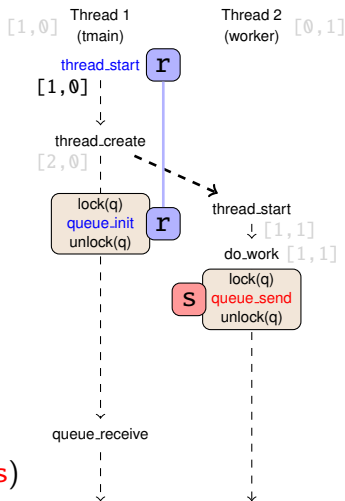 Thread 1
Thread 2
[1,0]
(tmain)
(worker)
[0,1]
thread_start
r
[1,0]
thread_create
[2,0]
lock(q)
queue_init
unlock(q)
r
thread_start
[1,1]
do_work [1,1]
lock(q)
s
queue_send
unlock(q)
queue_receive
s)